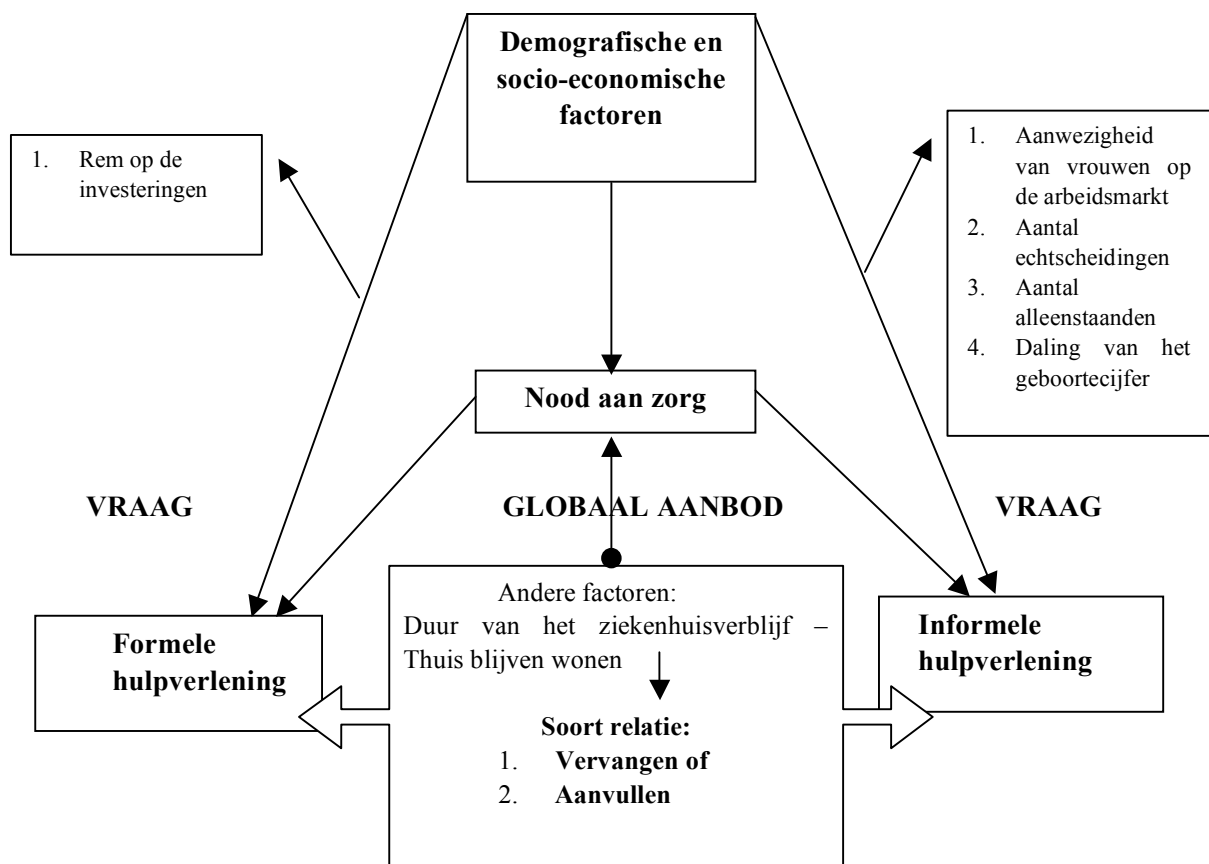 Demografische en
socio-economische
factoren
1. Rem op de
investeringen
1. Aanwezigheid
van vrouwen op
de arbeidsmarkt
2. Aantal
echtscheidingen
3. Aantal
alleenstaanden
4. Daling van het
geboortecijfer
Nood aan zorg
VRAAG
GLOBAAL AANBOD
VRAAG
Formele
hulpverlening
Andere factoren:
Duur van het ziekenhuisverblijf –
Thuis blijven wonen
Soort relatie:
1. Vervangen of
2. Aanvullen
Informele
hulpverlening